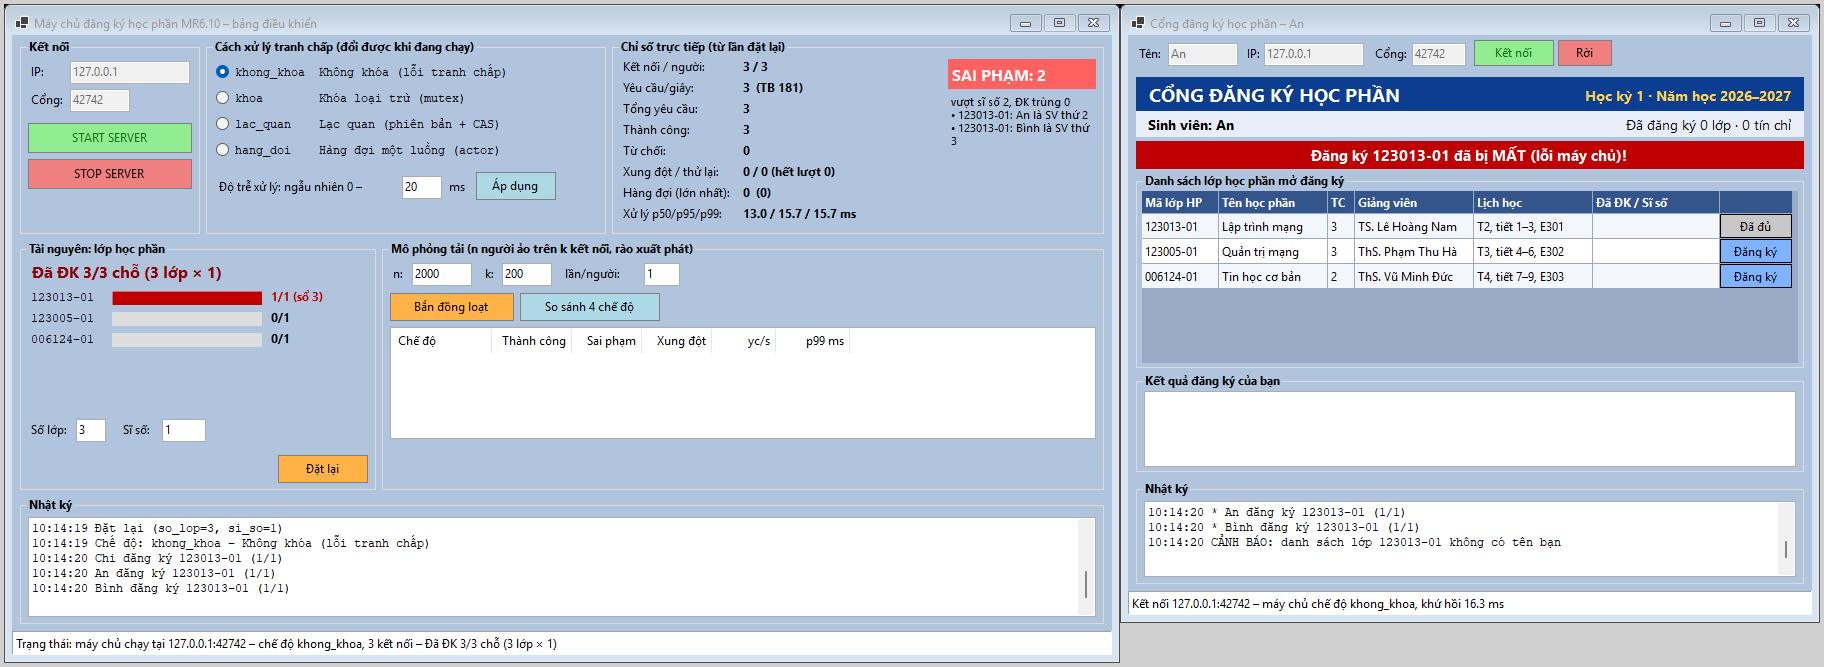 Máy chủ đăng ký học phần MR6.10 – bảng điều khiển
Kết nối
IP: 127.0.0.1
Cổng: 42742
START SERVER
STOP SERVER
Cách xử lý tranh chấp (đổi được khi đang chạy)
khong_khoa Không khóa (lỗi tranh chấp)
khoa Khóa loại trừ (mutex)
lac_quan Lạc quan (phiên bản + CAS)
hang_doi Hàng đợi một luồng (actor)
Độ trễ xử lý: ngẫu nhiên 0 – 20 ms Áp dụng
Chỉ số trực tiếp (từ lần đặt lại)
Kết nối / người: 3 / 3
Yêu cầu/giây: 3 (TB 181)
Tổng yêu cầu: 3
Thành công: 3
Từ chối: 0
Xung đột / thử lại: 0 / 0 (hết lượt 0)
Hàng đợi (lớn nhất): 0 (0)
Xử lý p50/p95/p99: 13.0 / 15.7 / 15.7 ms
SAI PHẠM: 2
vượt sĩ số 2, ĐK trùng 0
• 123013-01: An là SV thứ 2
• 123013-01: Bình là SV thứ
3
Tài nguyên: lớp học phần
Đã ĐK 3/3 chỗ (3 lớp × 1)
123013-01 1/1 (sổ 3)
123005-01 0/1
006124-01 0/1
Số lớp: 3 Sĩ số: 1
Đặt lại
Mô phỏng tải (n người ảo trên k kết nối, rào xuất phát)
n: 2000 k: 200 lần/người: 1
Bắn đồng loạt So sánh 4 chế độ
Chế độ Thành công Sai phạm Xung đột yc/s p99 ms
Nhật ký
10:14:19 Đặt lại (so_lop=3, si_so=1)
10:14:19 Chế độ: khong_khoa – Không khóa (lỗi tranh chấp)
10:14:20 Chi đăng ký 123013-01 (1/1)
10:14:20 An đăng ký 123013-01 (1/1)
10:14:20 Bình đăng ký 123013-01 (1/1)
Trạng thái: máy chủ chạy tại 127.0.0.1:42742 – chế độ khong_khoa, 3 kết nối – Đã ĐK 3/3 chỗ (3 lớp × 1)
Cổng đăng ký học phần – An
Tên: An IP: 127.0.0.1 Cổng: 42742 Kết nối Rời
CỔNG ĐĂNG KÝ HỌC PHẦN Học kỳ 1 · Năm học 2026–2027
Sinh viên: An Đã đăng ký 0 lớp · 0 tín chỉ
Đăng ký 123013-01 đã bị MẤT (lỗi máy chủ)!
Danh sách lớp học phần mở đăng ký
Mã lớp HP Tên học phần TC Giảng viên Lịch học Đã ĐK / Sĩ số
123013-01 Lập trình mạng 3 TS. Lê Hoàng Nam T2, tiết 1–3, E301 Đã đủ
123005-01 Quản trị mạng 3 ThS. Phạm Thu Hà T3, tiết 4–6, E302 Đăng ký
006124-01 Tin học cơ bản 2 ThS. Vũ Minh Đức T4, tiết 7–9, E303 Đăng ký
Kết quả đăng ký của bạn
Nhật ký
10:14:20 * An đăng ký 123013-01 (1/1)
10:14:20 * Bình đăng ký 123013-01 (1/1)
10:14:20 CẢNH BÁO: danh sách lớp 123013-01 không có tên bạn
Kết nối 127.0.0.1:42742 – máy chủ chế độ khong_khoa, khứ hồi 16.3 ms